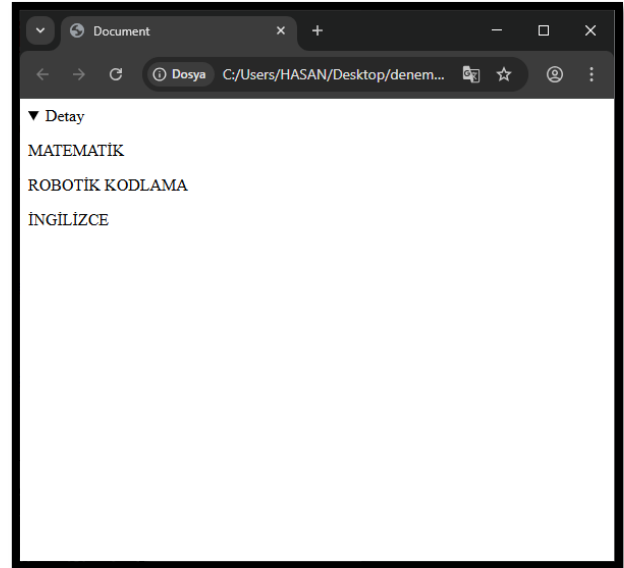 Document
Dosya C:/Users/HASAN/Desktop/denem...
Detay
MATEMATİK
ROBOTİK KODLAMA
İNGİLİZCE